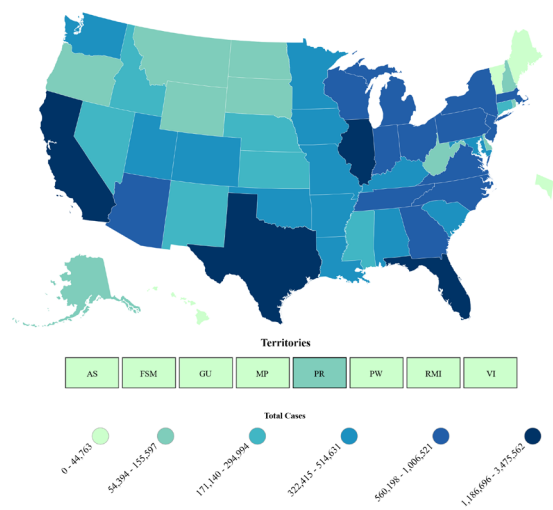 Territories
AS FSM GU MP PR PW RMI VI
Total Cases
0 - 44,763
54,394 - 155,597
171,140 - 294,994
322,415 - 514,631
560,198 - 1,006,521
1,186,696 - 3,475,562